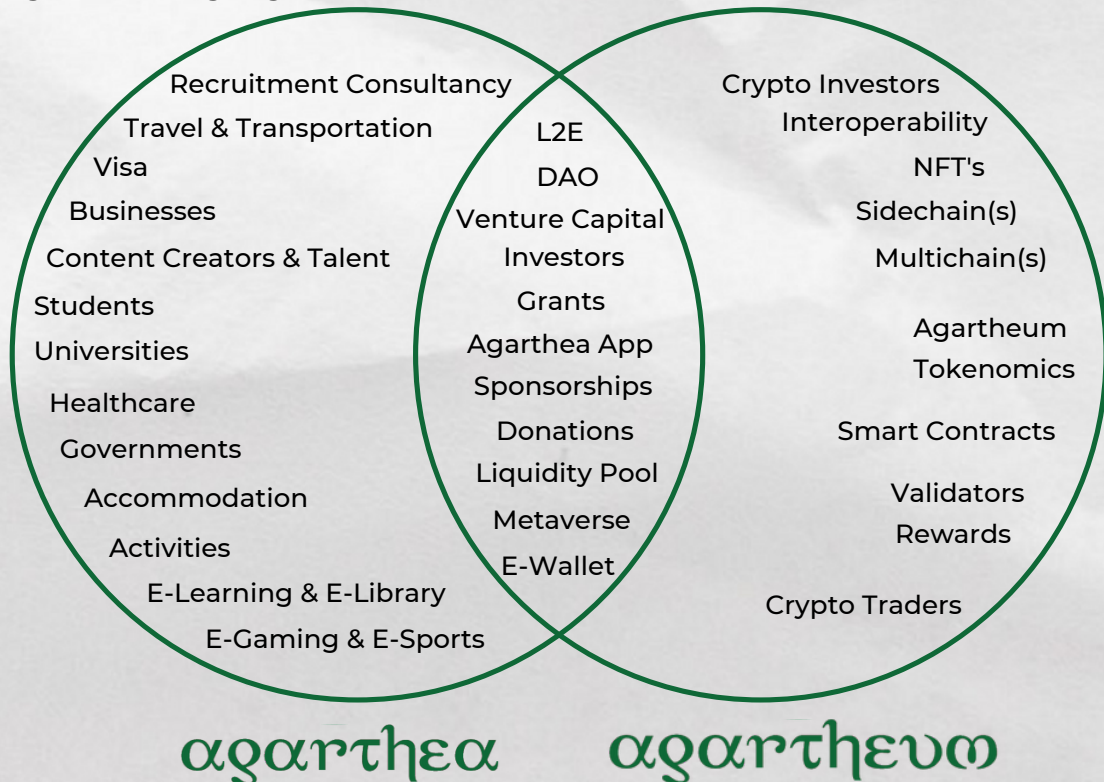 Recruitment Consultancy
Travel & Transportation
Visa
Businesses
Content Creators & Talent
Students
Universities
Healthcare
Governments
Accommodation
Activities
E-Learning & E-Library
E-Gaming & E-Sports
L2E
DAO
Venture Capital
Investors
Grants
Agarthea App
Sponsorships
Donations
Liquidity Pool
Metaverse
E-Wallet
Crypto Investors
Interoperability
NFT's
Sidechain(s)
Multichain(s)
Agartheum
Tokenomics
Smart Contracts
Validators
Rewards
Crypto Traders
agarthea
agartheum